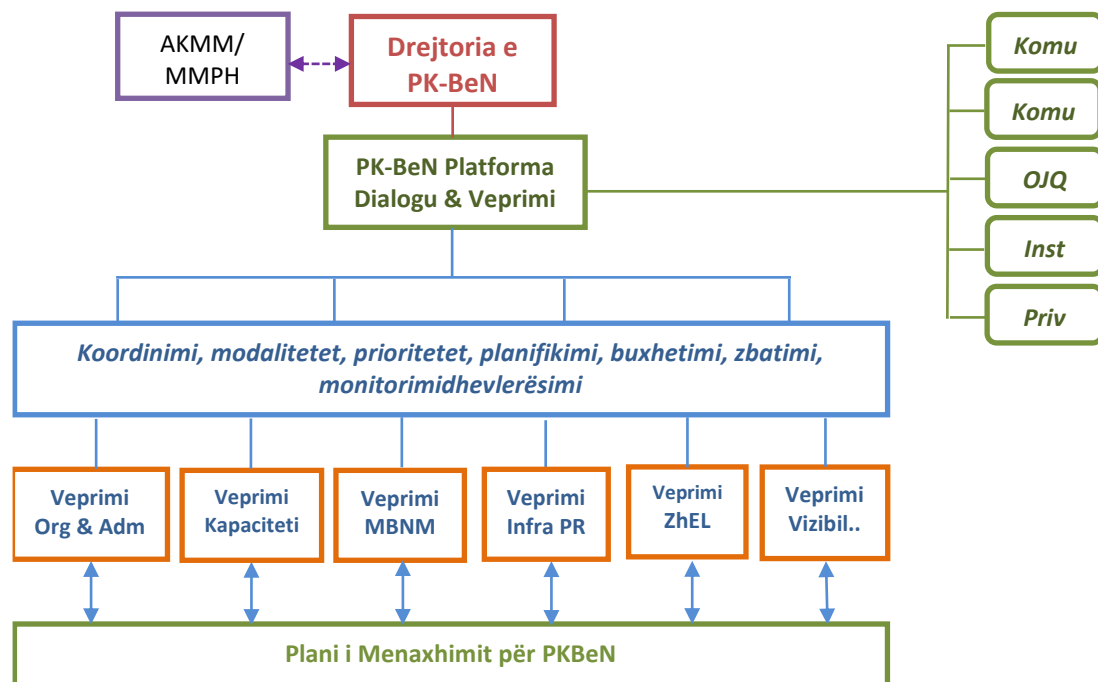 AKMM/
MMPH
Drejtoria e
PK-BeN
PK-BeN Platforma
Dialogu & Veprimi
Komu
Komu
OJQ
Inst
Priv
Koordinimi, modalitetet, prioritetet, planifikimi, buxhetimi, zbatimi,
monitorimidhevlerësimi
Veprimi
Org & Adm
Veprimi
Kapaciteti
Veprimi
MBNM
Veprimi
Infra PR
Veprimi
ZhEL
Veprimi
Vizibil..
Plani i Menaxhimit për PKBeN